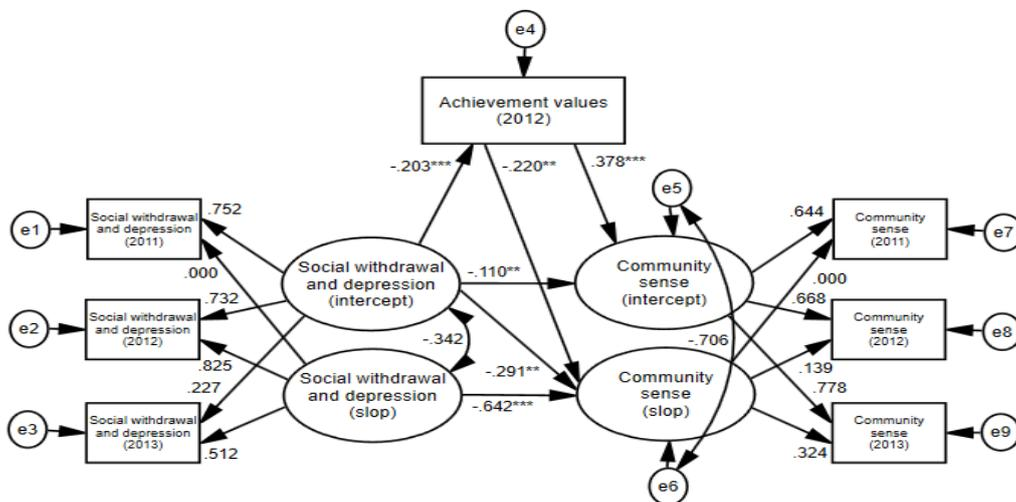 e4
Achievement values
(2012)
-.203***
-.220**
.378***
e5
e1
Social withdrawal
and depression
(2011)
.752
.644
Community
sense
(2011)
e7
.000
Social withdrawal
and depression
(intercept)
-.110**
Community
sense
(intercept)
.000
e2
Social withdrawal
and depression
(2012)
.732
.668
Community
sense
(2012)
e8
-.342
-.706
.825
.227
-.291**
.139
.778
Social withdrawal
and depression
(slop)
-.642***
Community
sense
(slop)
e3
Social withdrawal
and depression
(2013)
.512
.324
Community
sense
(2013)
e9
e6